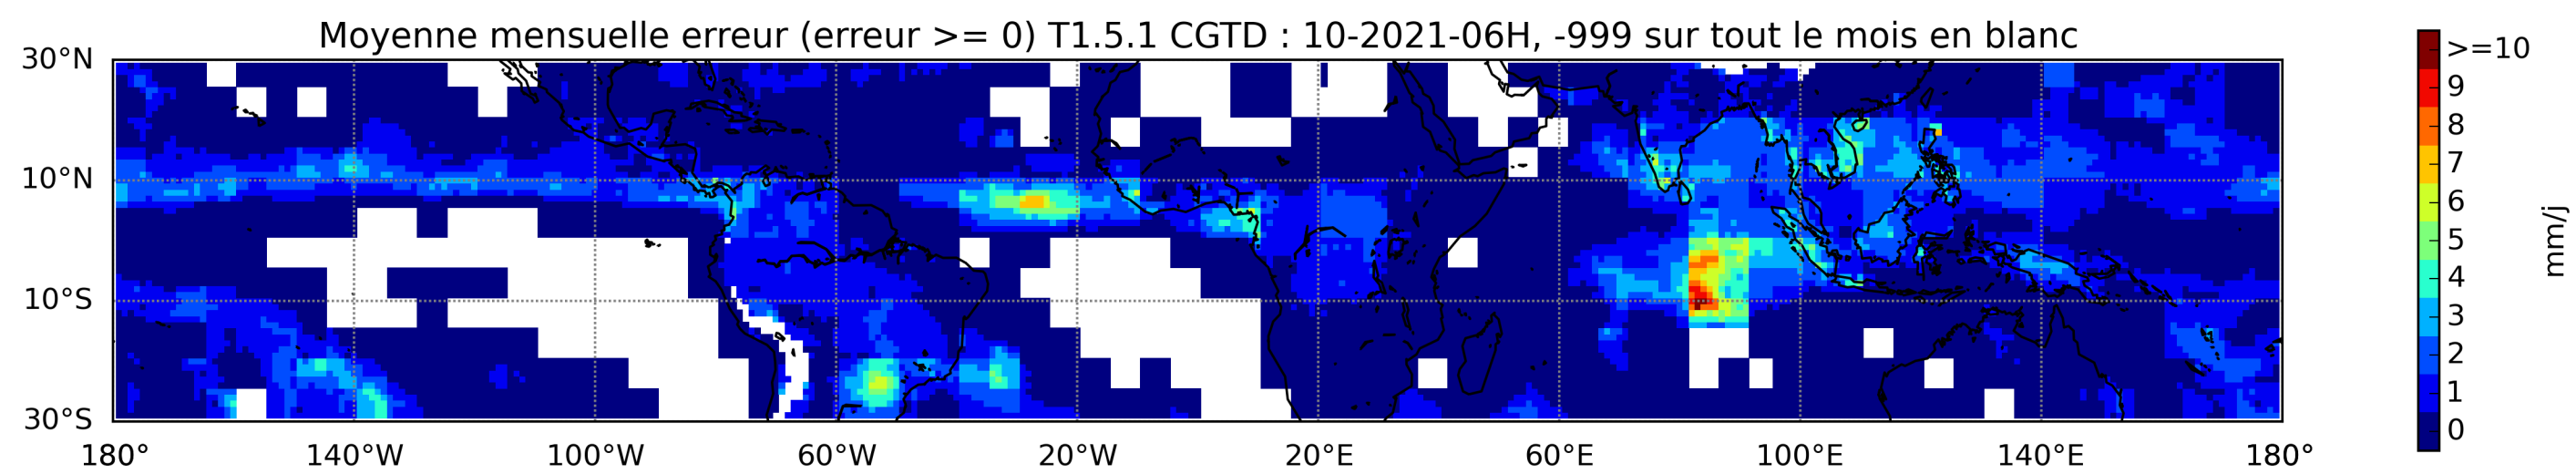 Moyenne mensuelle erreur (erreur >= 0) T1.5.1 CGTD : 10-2021-06H, -999 sur tout le mois en blanc
30°N
10°N
10°S
30°S
180° 140°W 100°W 60°W 20°W 20°E 60°E 100°E 140°E 180°
>=10
9
8
7
6
5
4
3
2
1
0
mm/j